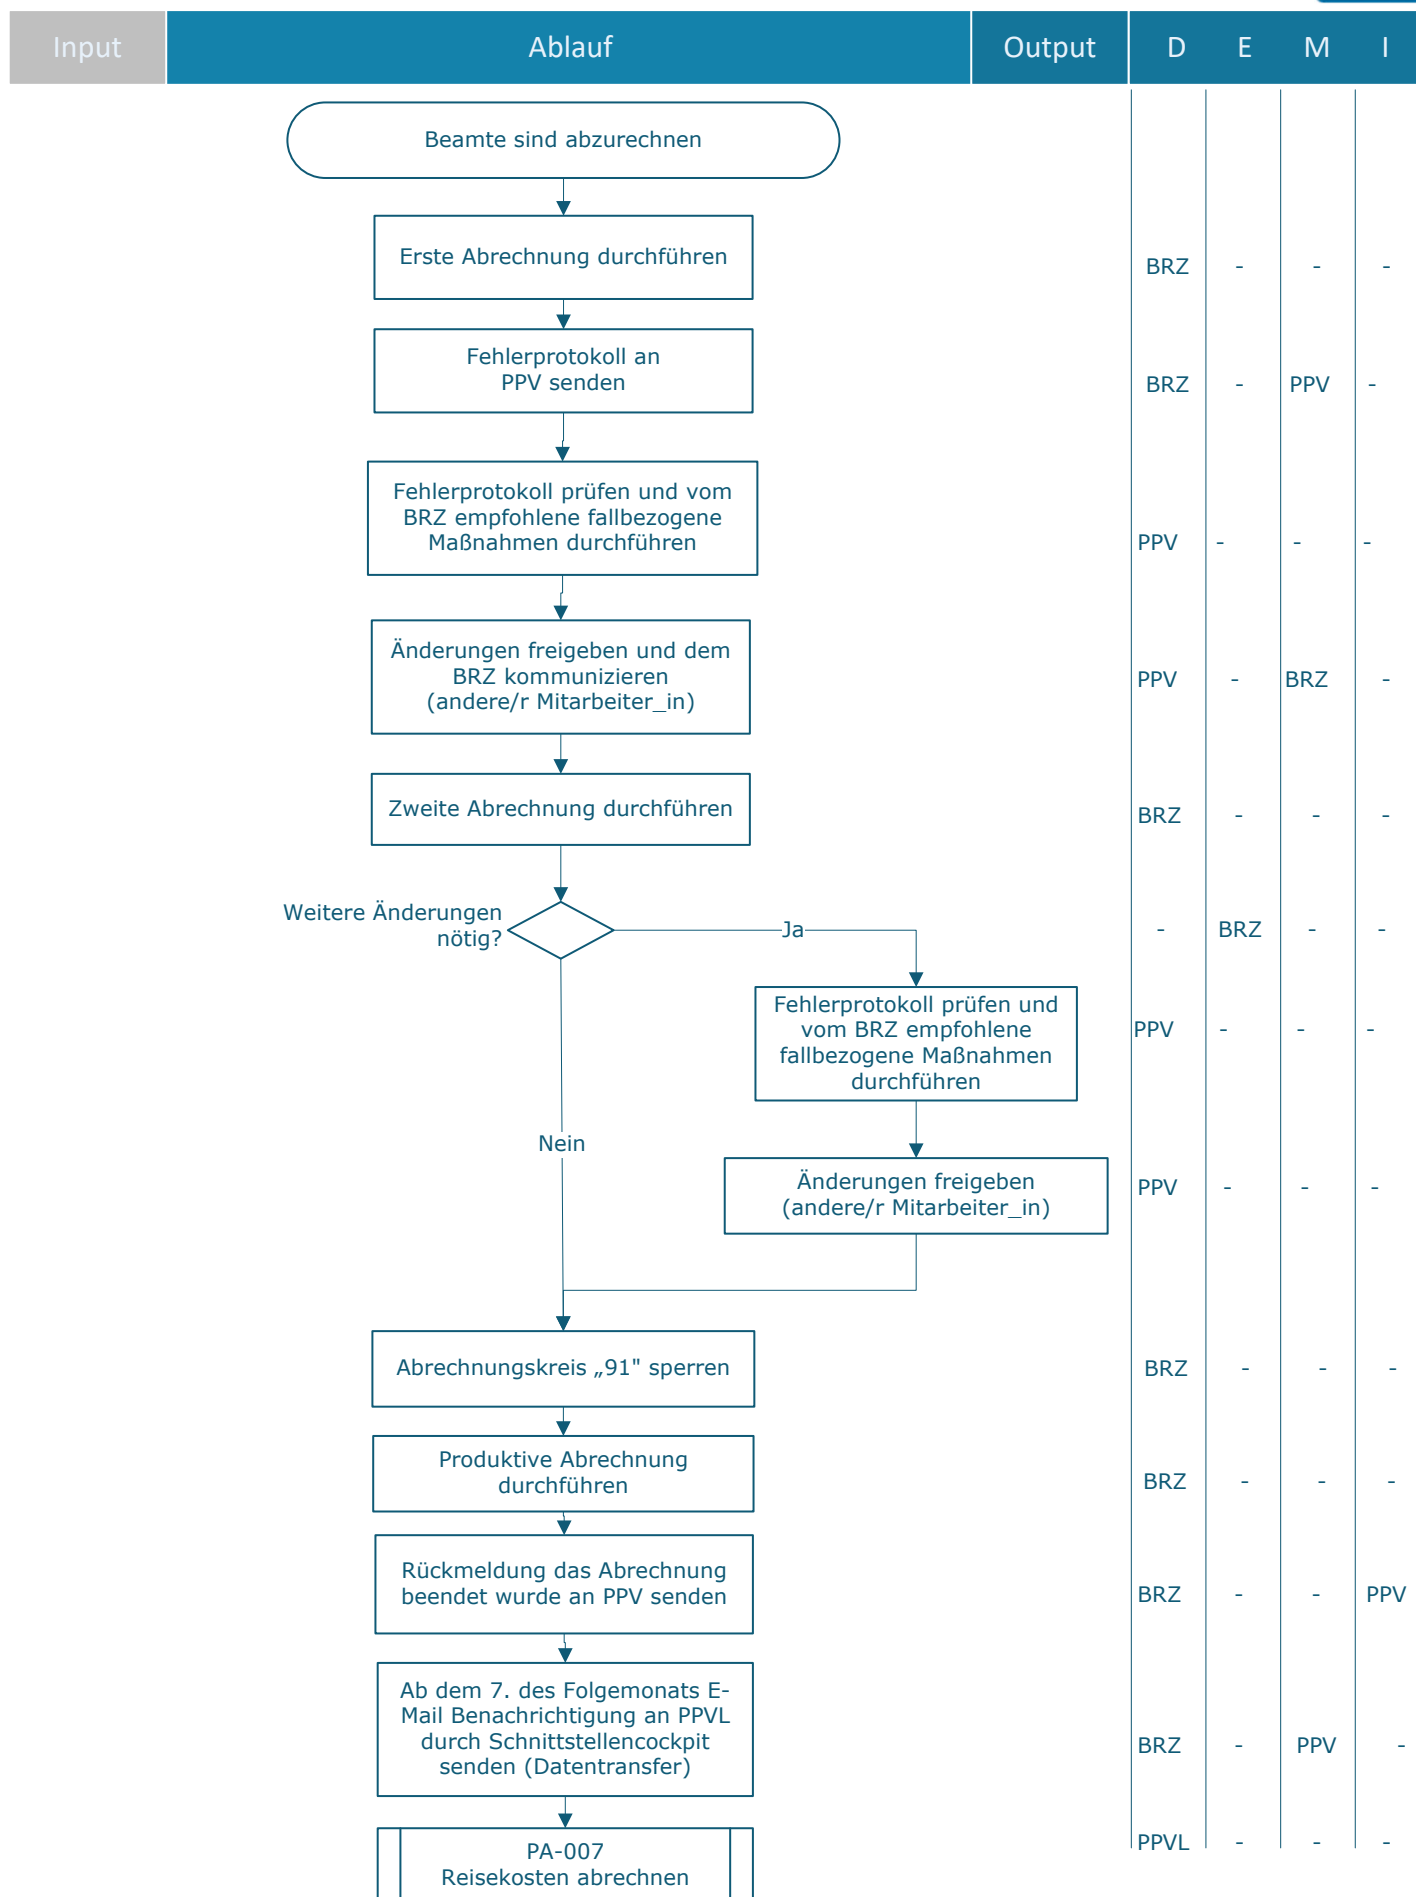 Input Ablauf Output D E M I
Beamte sind abzurechnen
Erste Abrechnung durchführen
BRZ - - -
Fehlerprotokoll an
PPV senden
BRZ - PPV -
Fehlerprotokoll prüfen und vom
BRZ empfohlene fallbezogene
Maßnahmen durchführen
PPV - - -
Änderungen freigeben und dem
BRZ kommunizieren
(andere/r Mitarbeiter_in)
PPV - BRZ -
Zweite Abrechnung durchführen
BRZ - - -
Weitere Änderungen
nötig?
Ja
- BRZ - -
Fehlerprotokoll prüfen und
vom BRZ empfohlene
fallbezogene Maßnahmen
durchführen
PPV - - -
Nein
Änderungen freigeben
(andere/r Mitarbeiter_in)
PPV - - -
Abrechnungskreis „91" sperren
BRZ - - -
Produktive Abrechnung
durchführen
BRZ - - -
Rückmeldung das Abrechnung
beendet wurde an PPV senden
BRZ - - PPV
Ab dem 7. des Folgemonats E-
Mail Benachrichtigung an PPVL
durch Schnittstellencockpit
senden (Datentransfer)
BRZ - PPV -
PA-007
Reisekosten abrechnen
PPVL - - -